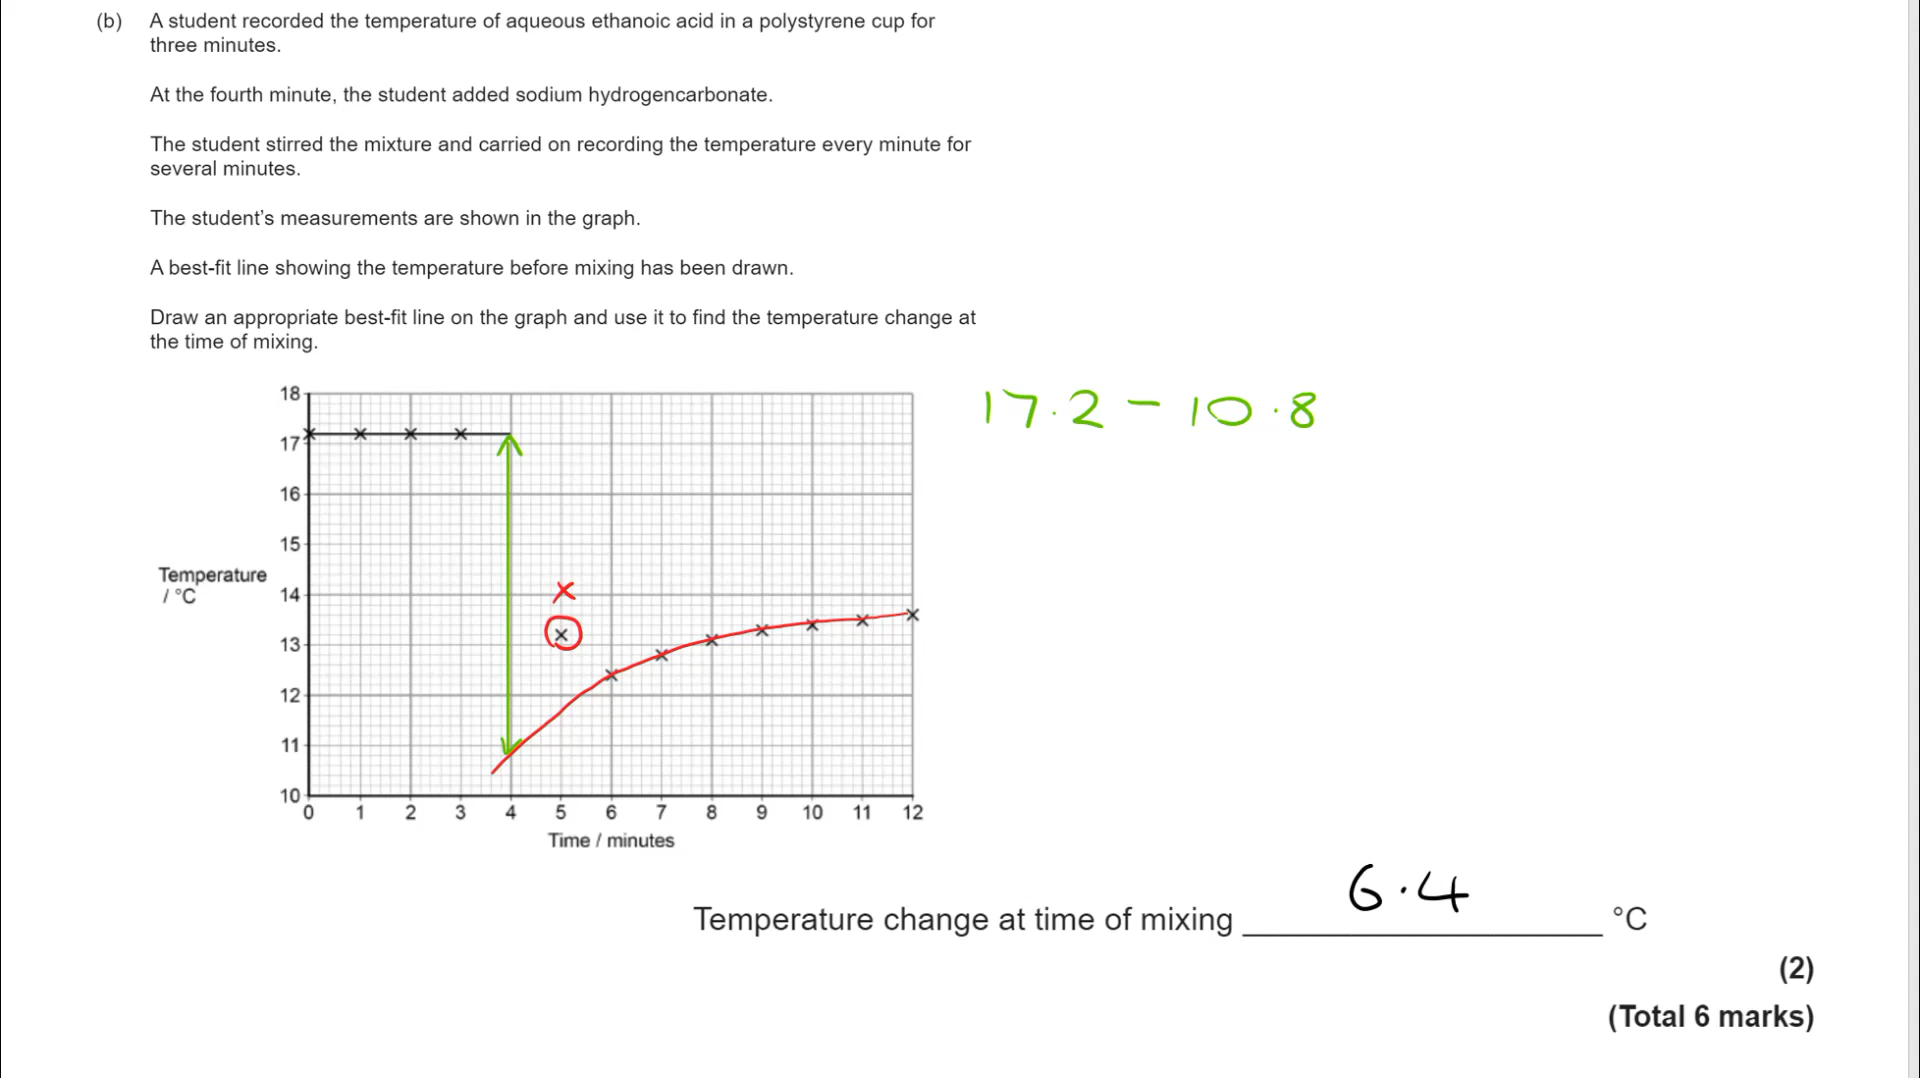 (b) A student recorded the temperature of aqueous ethanoic acid in a polystyrene cup for
three minutes.
At the fourth minute, the student added sodium hydrogencarbonate.
The student stirred the mixture and carried on recording the temperature every minute for
several minutes.
The student's measurements are shown in the graph.
A best-fit line showing the temperature before mixing has been drawn.
Draw an appropriate best-fit line on the graph and use it to find the temperature change at
the time of mixing.
18
17
16
15
14
13
12
11
10
Temperature
/ °C
0 1 2 3 4 5 6 7 8 9 10 11 12
Time / minutes
17.2 - 10.8
Temperature change at time of mixing 6.4 °C
(2)
(Total 6 marks)